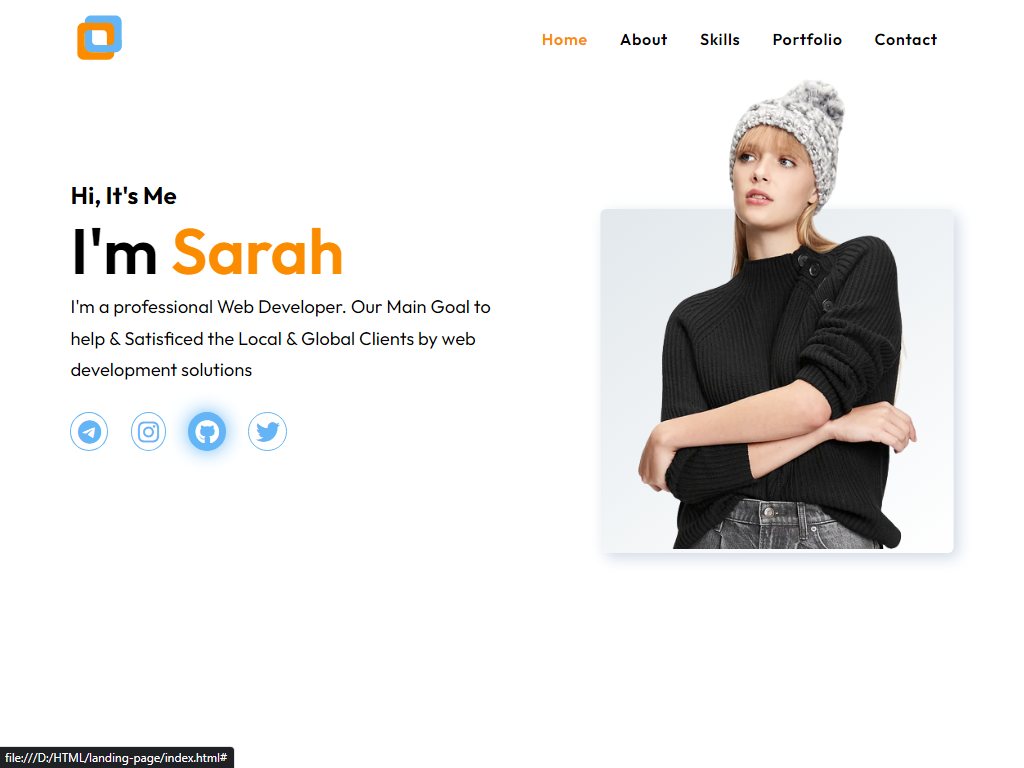 Home About Skills Portfolio Contact
Hi, It's Me
I'm Sarah
I'm a professional Web Developer. Our Main Goal to
help & Satisficed the Local & Global Clients by web
development solutions
file:///D:/HTML/landing-page/index.html#